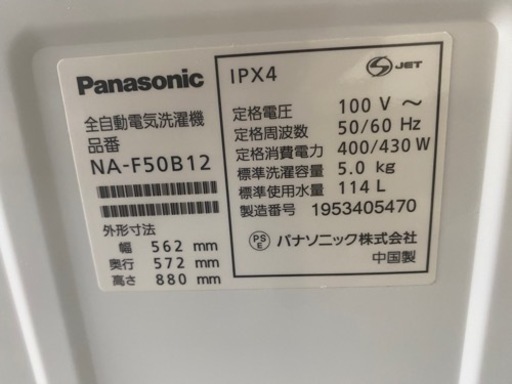 Panasonic
全自動電気洗濯機
品番
NA-F50B12
外形寸法
幅 562 mm
奥行 572 mm
高さ 880 mm
IPX4
S JET
定格電圧 100 V ～
定格周波数 50/60 Hz
定格消費電力 400/430 W
標準洗濯容量 5.0 kg
標準使用水量 114 L
製造番号 1953405470
PS E パナソニック株式会社
中国製